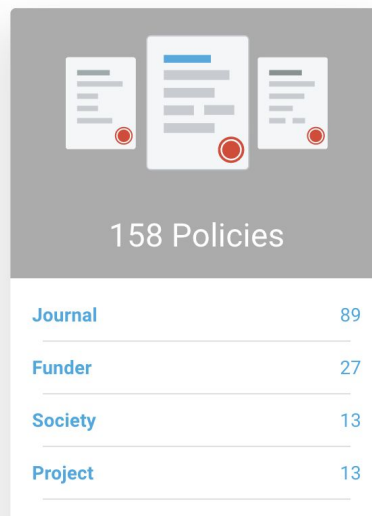 158 Policies
Journal 89
Funder 27
Society 13
Project 13